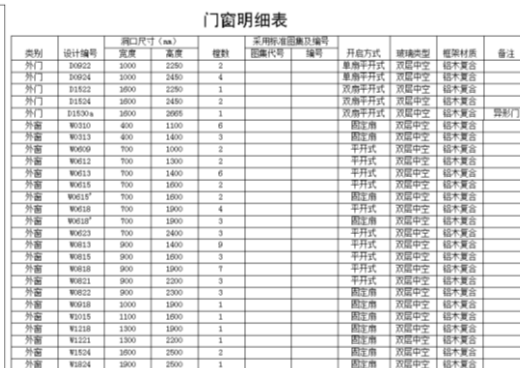 门窗明细表
类别 设计编号 洞口尺寸（mm） 樘数 采用标准图集及编号 开启方式 玻璃类型 框架材质 备注
宽度 高度 图集代号 编号
外门 D0922 1000 2250 2 单扇平开式 双层中空 铝木复合
外门 D0924 1000 2450 4 单扇平开式 双层中空 铝木复合
外门 D1522 1600 2250 1 双扇平开式 双层中空 铝木复合
外门 D1524 1600 2450 2 双扇平开式 双层中空 铝木复合
外门 D1530a 1600 2665 1 双扇平开式 双层中空 铝木复合 异形门
外窗 W0310 400 1100 6 固定扇 双层中空 铝木复合
外窗 W0313 400 1400 3 固定扇 双层中空 铝木复合
外窗 W0609 700 1000 2 平开式 双层中空 铝木复合
外窗 W0612 700 1300 2 平开式 双层中空 铝木复合
外窗 W0613 700 1400 6 平开式 双层中空 铝木复合
外窗 W0615 700 1600 2 平开式 双层中空 铝木复合
外窗 W0615' 700 1600 2 固定扇 双层中空 铝木复合
外窗 W0618 700 1900 4 平开式 双层中空 铝木复合
外窗 W0618' 700 1900 3 固定扇 双层中空 铝木复合
外窗 W0623 700 2400 3 平开式 双层中空 铝木复合
外窗 W0813 900 1400 9 平开式 双层中空 铝木复合
外窗 W0815 900 1600 3 平开式 双层中空 铝木复合
外窗 W0818 900 1900 7 平开式 双层中空 铝木复合
外窗 W0821 900 2200 3 平开式 双层中空 铝木复合
外窗 W0822 900 2300 3 固定扇 双层中空 铝木复合
外窗 W0918 1000 1900 1 固定扇 双层中空 铝木复合
外窗 W1015 1100 1600 1 固定扇 双层中空 铝木复合
外窗 W1218 1300 1900 1 固定扇 双层中空 铝木复合
外窗 W1221 1300 2200 1 固定扇 双层中空 铝木复合
外窗 W1524 1600 2500 2 固定扇 双层中空 铝木复合
外窗 W1824 1900 2500 1 固定扇 双层中空 铝木复合